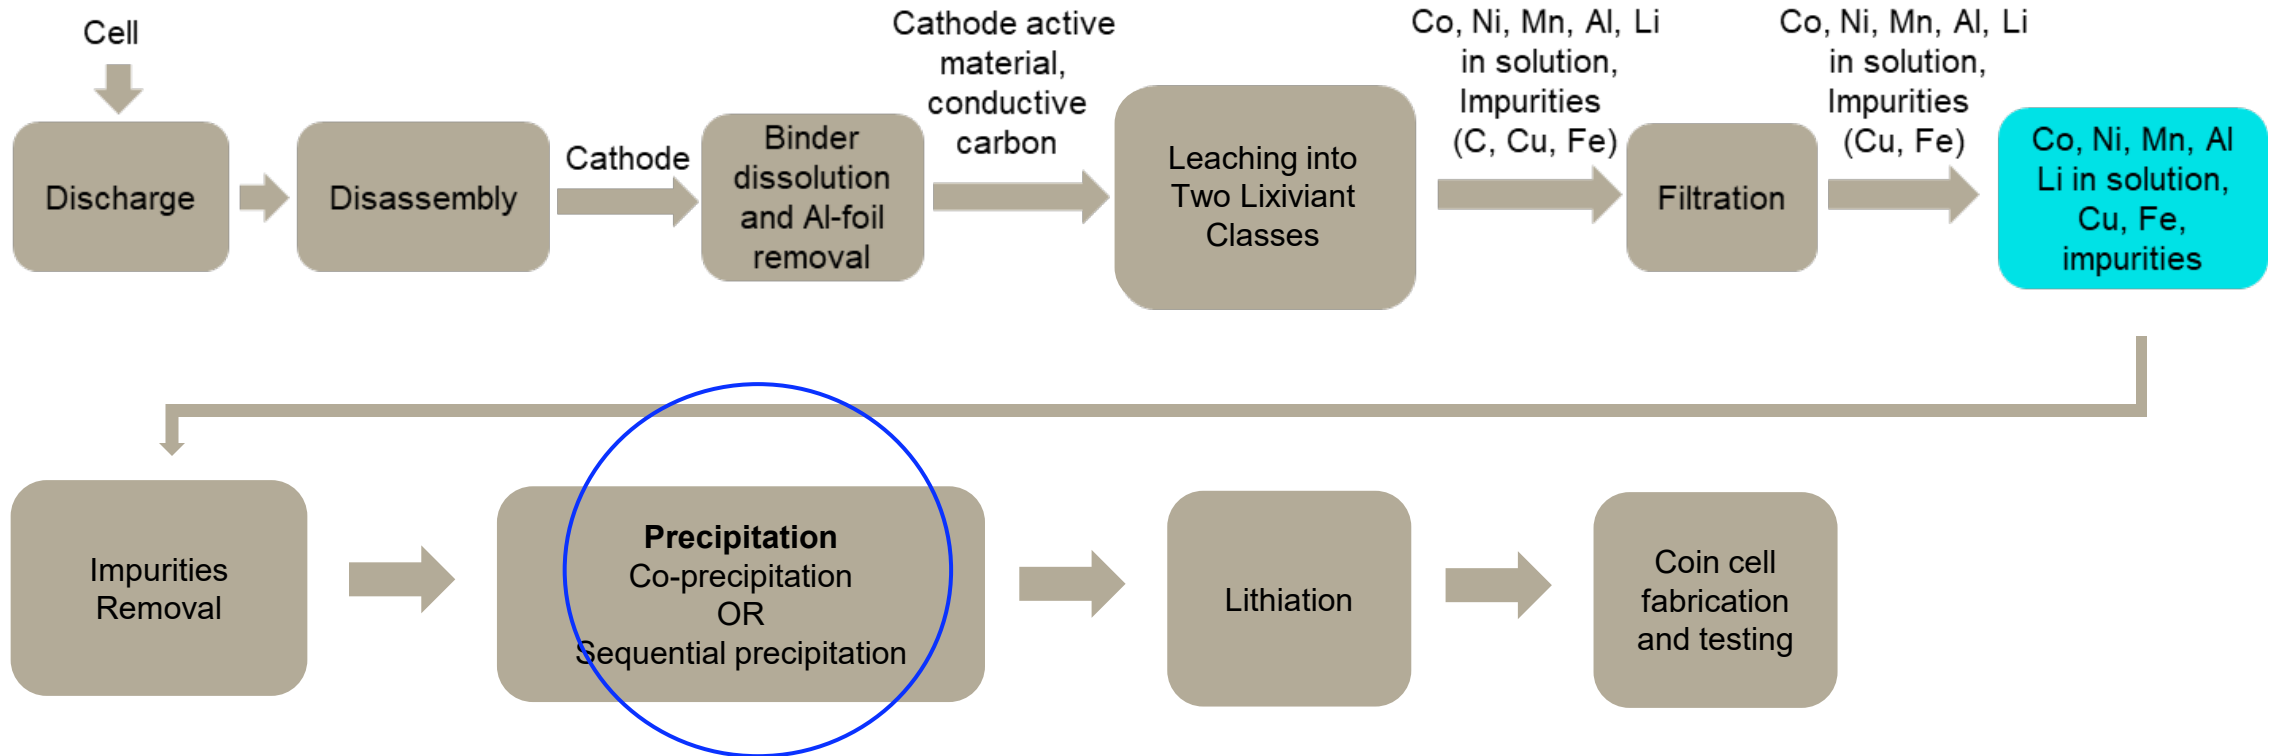 Cell
Discharge
Disassembly
Cathode
Binder
dissolution
and Al-foil
removal
Cathode active
material,
conductive
carbon
Leaching into
Two Lixiviant
Classes
Co, Ni, Mn, Al, Li
in solution,
Impurities
(C, Cu, Fe)
Filtration
Co, Ni, Mn, Al, Li
in solution,
Impurities
(Cu, Fe)
Co, Ni, Mn, Al
Li in solution,
Cu, Fe,
impurities
Impurities
Removal
Precipitation
Co-precipitation
OR
Sequential precipitation
Lithiation
Coin cell
fabrication
and testing